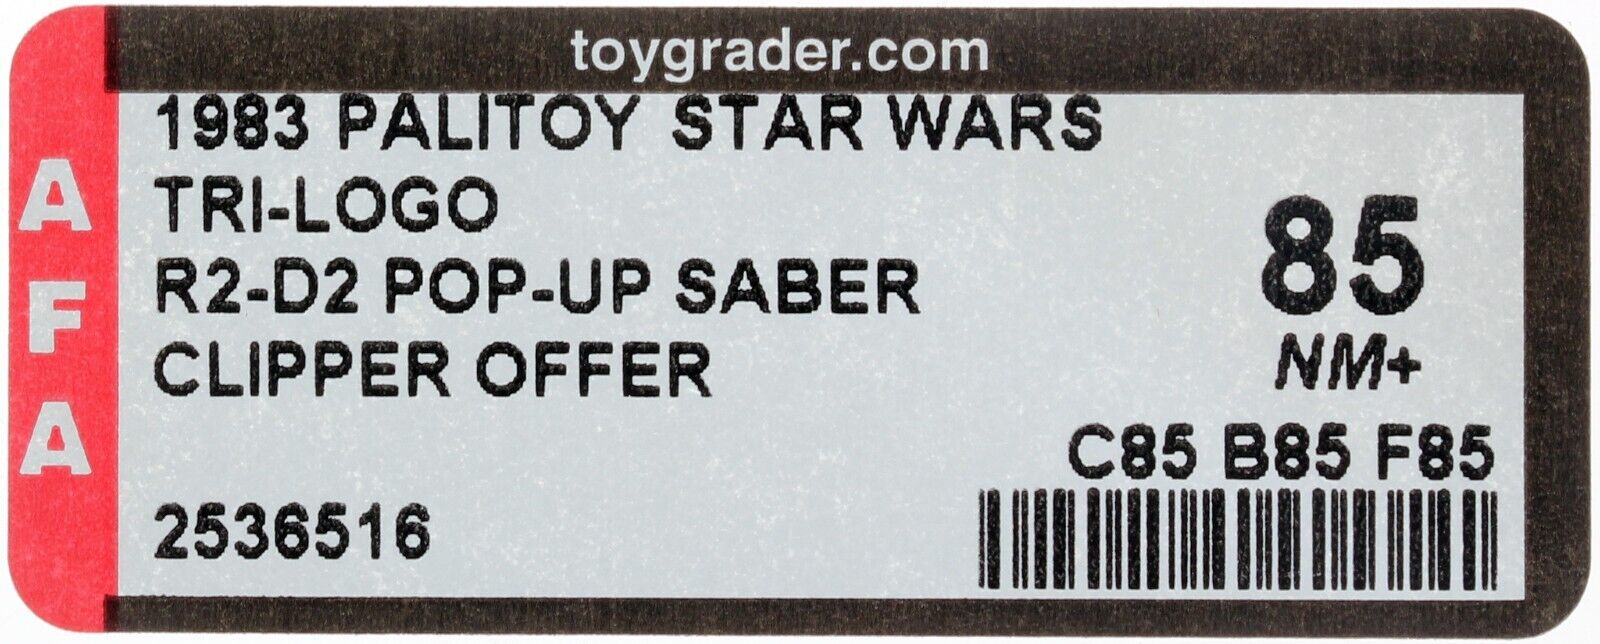 toygrader.com
AFA
1983 PALITOY STAR WARS
TRI-LOGO
R2-D2 POP-UP SABER
CLIPPER OFFER
85
NM+
C85 B85 F85
2536516